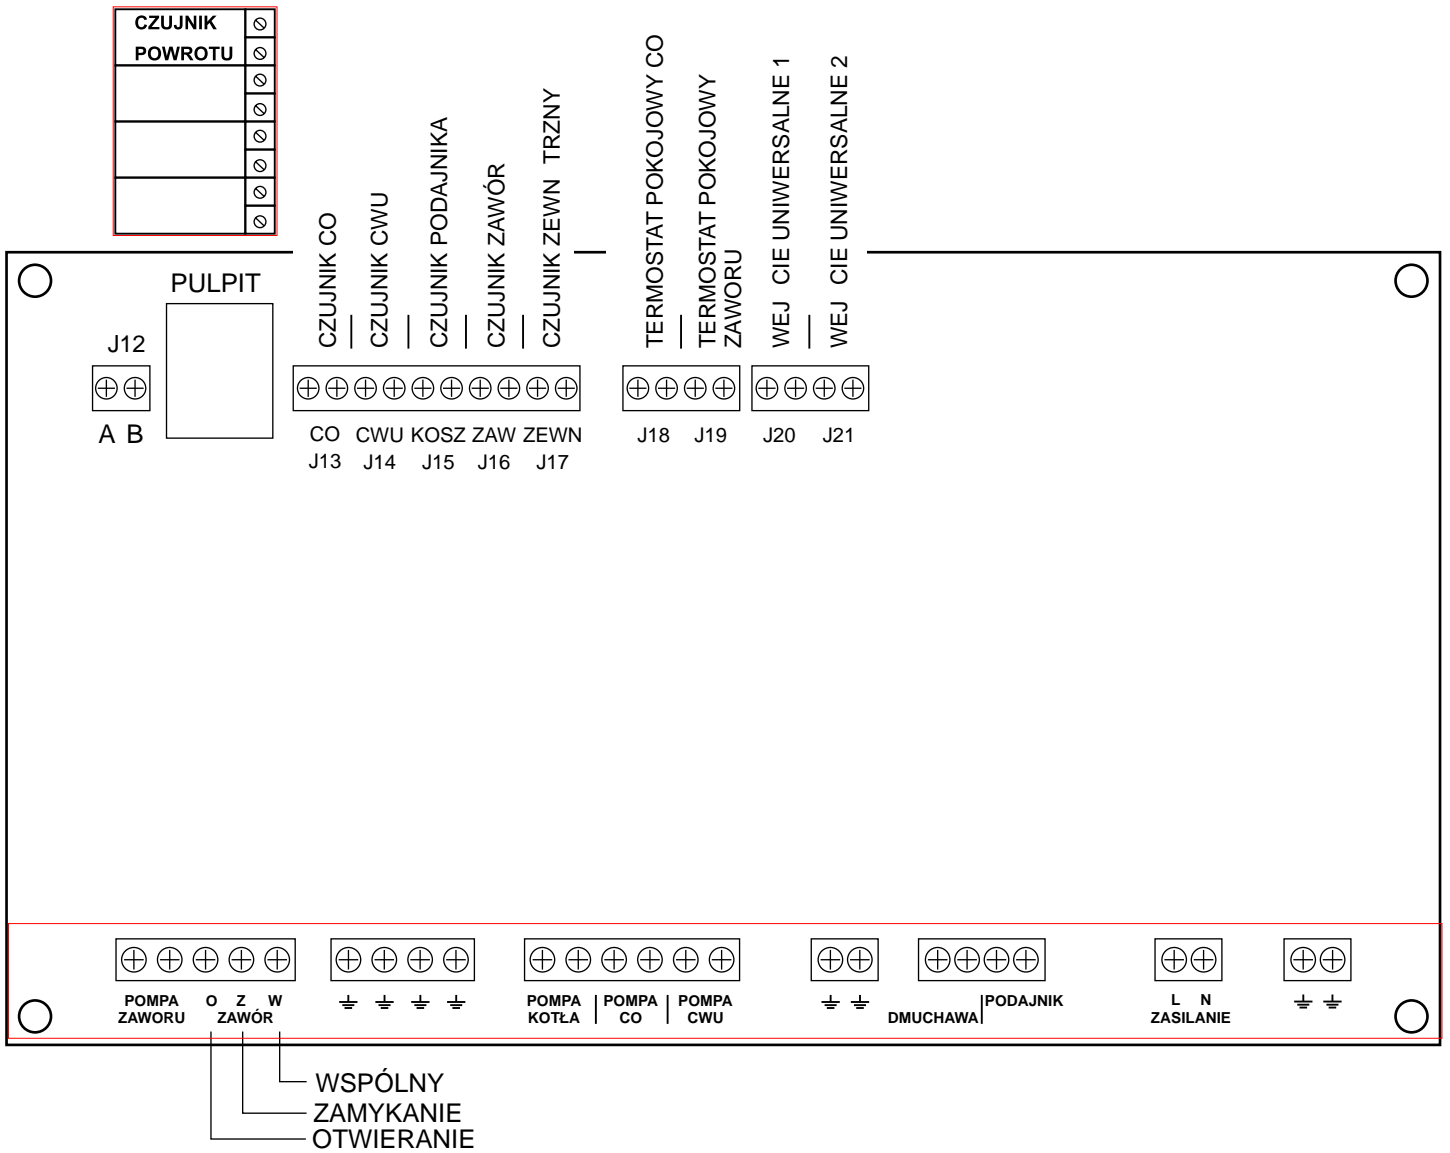 CZUJNIK
POWROTU
CZUJNIK CO
CZUJNIK CWU
CZUJNIK PODAJNIKA
CZUJNIK ZAWÓR
CZUJNIK ZEWN TRZNY
TERMOSTAT POKOJOWY CO
TERMOSTAT POKOJOWY
ZAWORU
WEJ CIE UNIWERSALNE 1
WEJ CIE UNIWERSALNE 2
PULPIT
J12
A B
CO CWU KOSZ ZAW ZEWN
J13 J14 J15 J16 J17
J18 J19 J20 J21
POMPA
ZAWORU
O Z W
ZAWÓR
POMPA
KOTŁA
POMPA
CO
POMPA
CWU
DMUCHAWA
PODAJNIK
L N
ZASILANIE
WSPÓLNY
ZAMYKANIE
OTWIERANIE